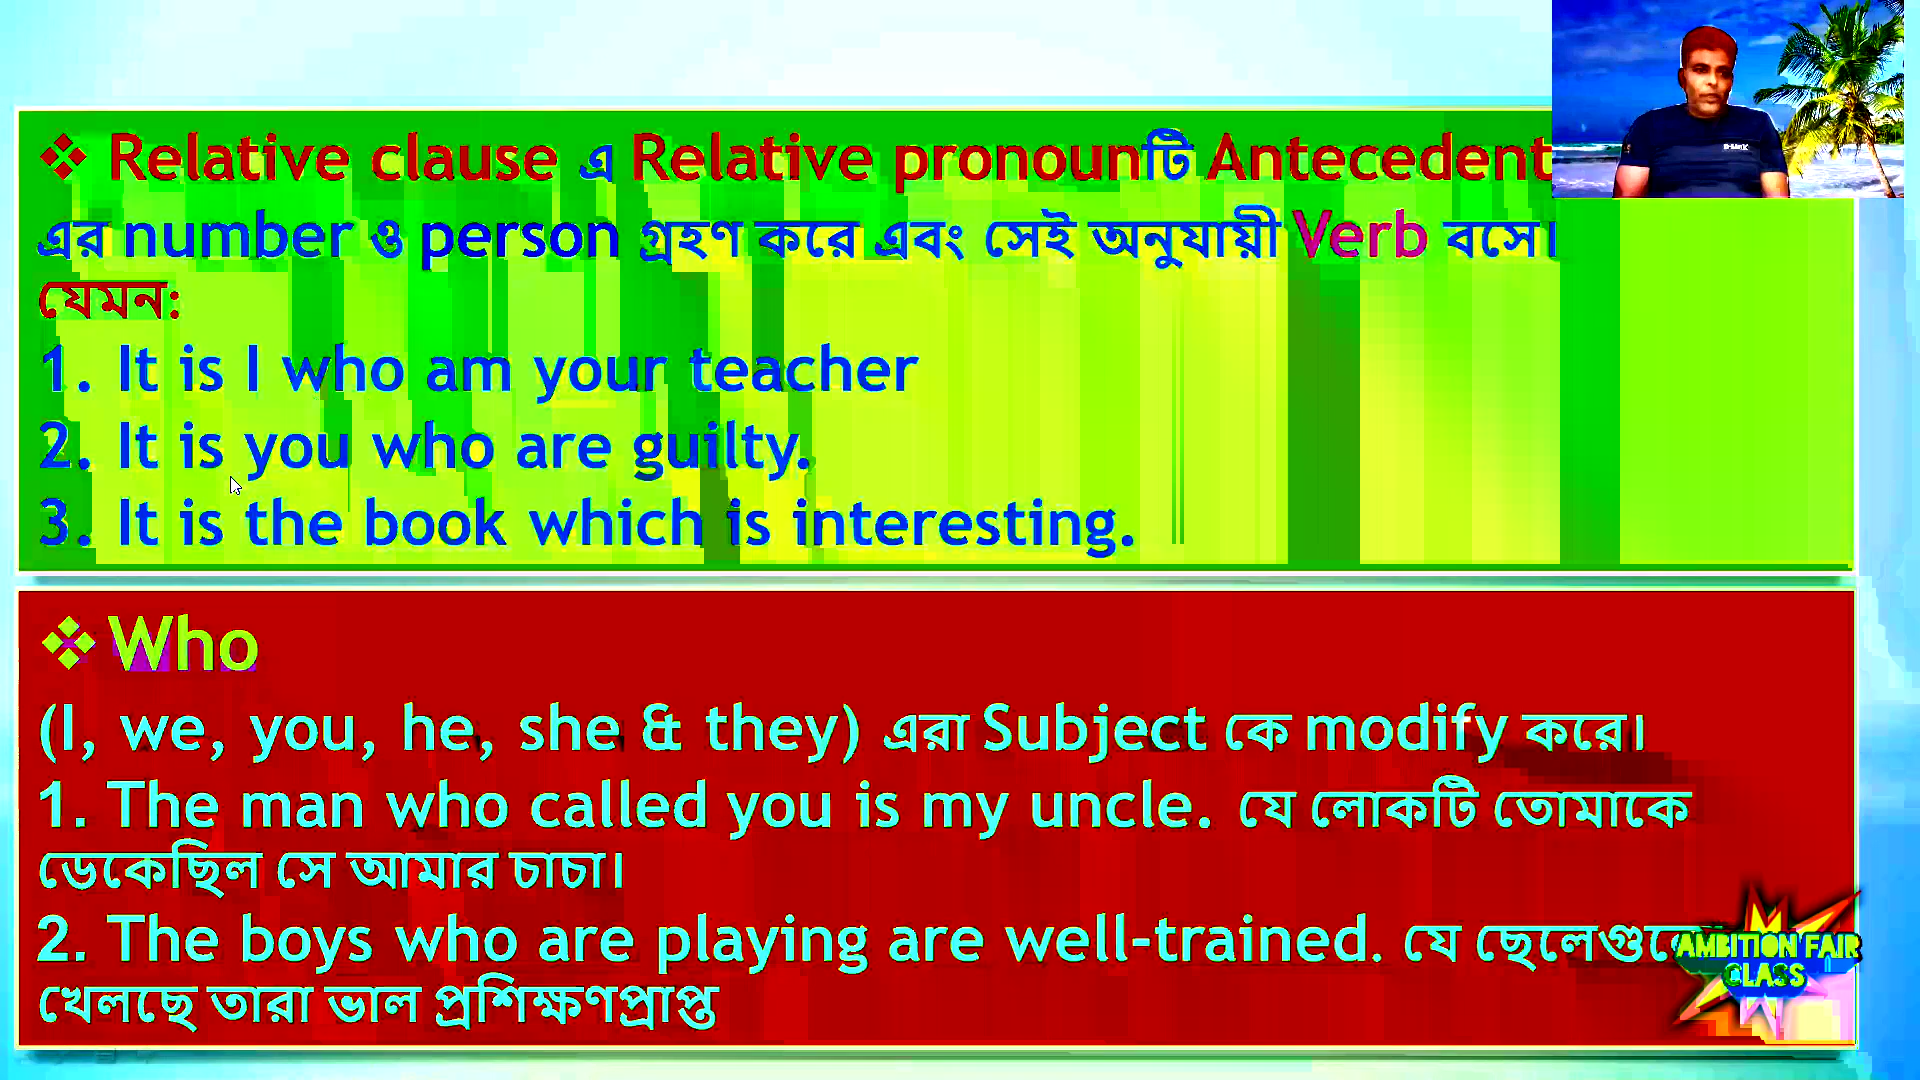 ❖ Relative clause এ Relative pronounটি Antecedent
এর number ও person গ্রহণ করে এবং সেই অনুযায়ী Verb বসে।
যেমন:
1. It is I who am your teacher
2. It is you who are guilty.
3. It is the book which is interesting.
❖ Who
(I, we, you, he, she & they) এরা Subject কে modify করে।
1. The man who called you is my uncle. যে লোকটি তোমাকে
ডেকেছিল সে আমার চাচা।
2. The boys who are playing are well-trained. যে
খেলছে তারা ভাল প্রশিক্ষণপ্রাপ্ত
AMBITION FAIR
CLASS